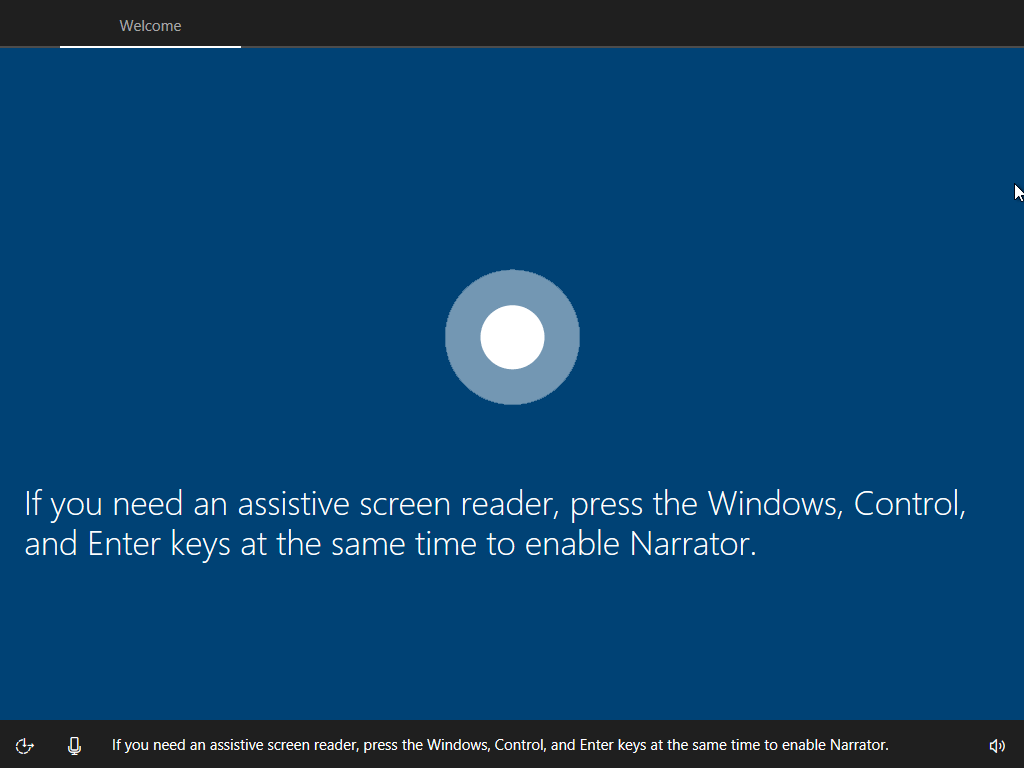 Welcome
If you need an assistive screen reader, press the Windows, Control,
and Enter keys at the same time to enable Narrator.
If you need an assistive screen reader, press the Windows, Control, and Enter keys at the same time to enable Narrator.